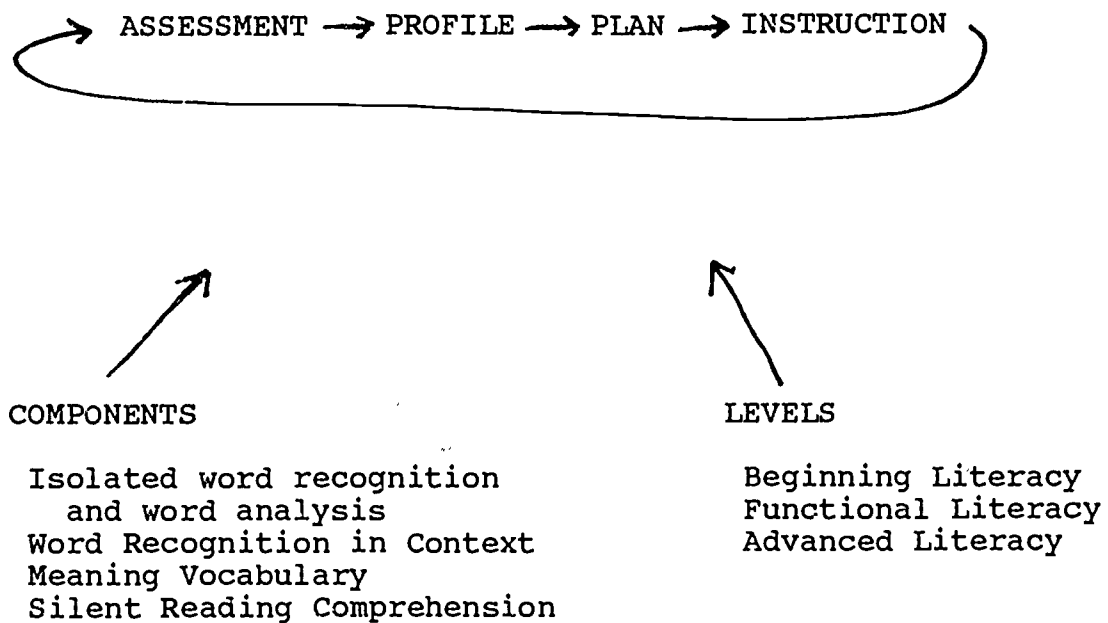 ASSESSMENT → PROFILE → PLAN → INSTRUCTION
COMPONENTS
Isolated word recognition
and word analysis
Word Recognition in Context
Meaning Vocabulary
Silent Reading Comprehension
LEVELS
Beginning Literacy
Functional Literacy
Advanced Literacy